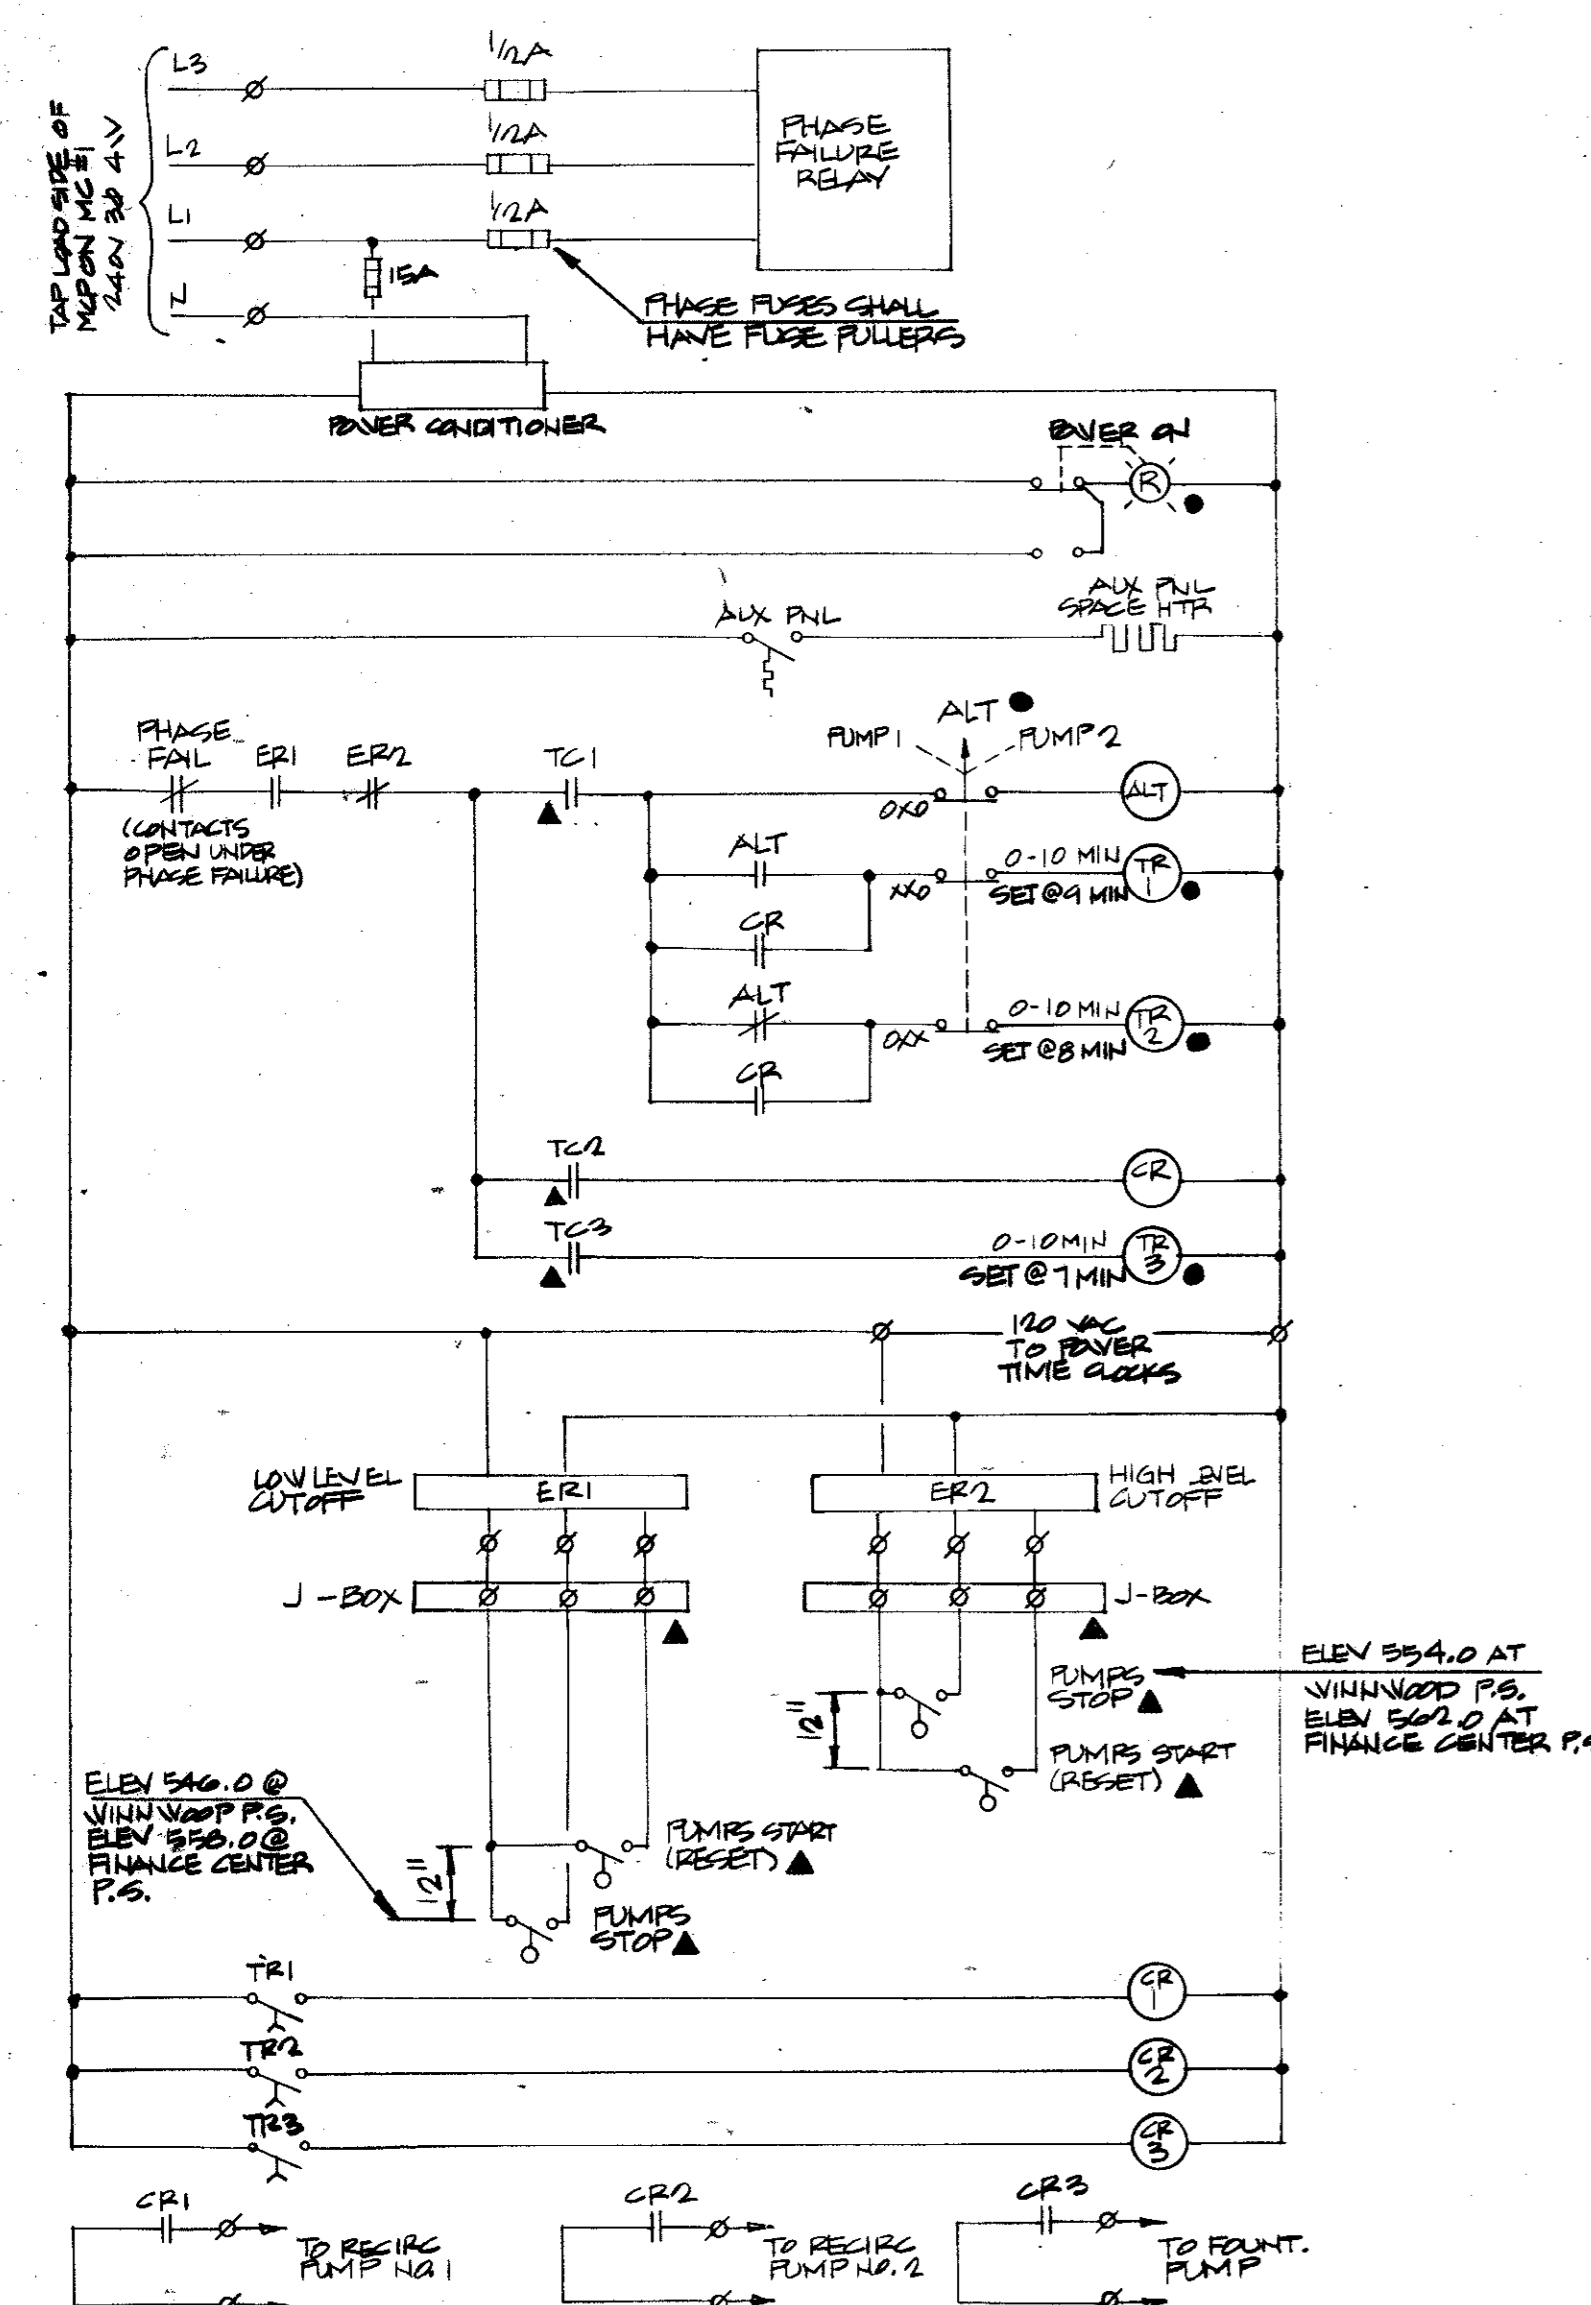 TAP LOAD SIDE OF
MCP ON MC #1
240V 3Ø 4W
L3
1/2A
L2
1/2A
L1
1/2A
15A
N
PHASE
FAILURE
RELAY
PHASE FUSES SHALL
HAVE FUSE PULLERS
POWER CONDITIONER
POWER ON
R
AUX PNL
AUX PNL
SPACE HTR
PHASE
FAIL
ER1
ER2
TC1
PUMP 1
ALT
PUMP 2
OXO
ALT
(CONTACTS
OPEN UNDER
PHASE FAILURE)
ALT
XXO
0-10 MIN
SET @ 9 MIN
TR
1
CR
ALT
OXX
0-10 MIN
SET @ 8 MIN
TR
2
CR
TC2
CR
TC3
0-10 MIN
SET @ 7 MIN
TR
3
120 VAC
TO POWER
TIME CLOCKS
LOW LEVEL
CUTOFF
ER1
ER2
HIGH LEVEL
CUTOFF
J-BOX
J-BOX
PUMPS
STOP
12"
PUMPS START
(RESET)
ELEV 554.0 AT
WINNWOOD P.S.
ELEV 562.0 AT
FINANCE CENTER P.S
ELEV 546.0 @
WINNWOOD P.S.
ELEV 558.0 @
FINANCE CENTER
P.S.
12"
PUMPS START
(RESET)
PUMPS
STOP
TR1
CR
1
TR2
CR
2
TR3
CR
3
CR1
TO RECIRC
PUMP NO. 1
CR2
TO RECIRC
PUMP NO. 2
CR3
TO FOUNT.
PUMP